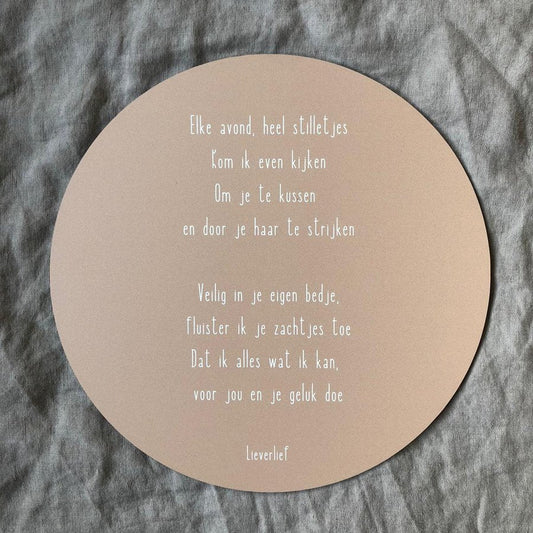 Elke avond, heel stilletjes
Kom ik even kijken
Om je te kussen
en door je haar te strijken
Veilig in je eigen bedje,
Fluister ik je zachtjes toe
Dat ik alles wat ik kan,
voor jou en je geluk doe
Lieverlief